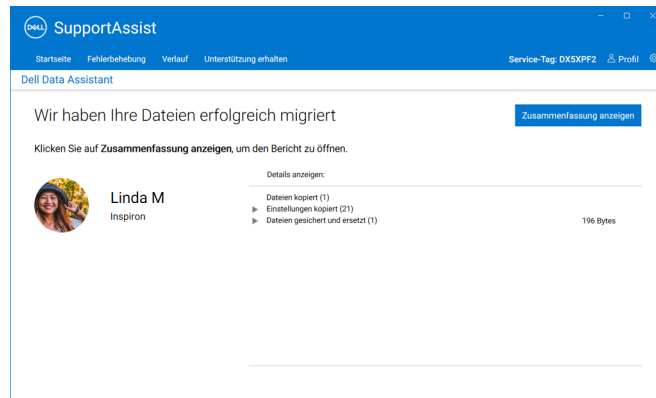 DELL SupportAssist
Startseite Fehlerbehebung Verlauf Unterstützung erhalten Service-Tag: DX5XPF2 Profil
Dell Data Assistant
Wir haben Ihre Dateien erfolgreich migriert Zusammenfassung anzeigen
Klicken Sie auf Zusammenfassung anzeigen, um den Bericht zu öffnen.
Details anzeigen:
Linda M
Inspiron
Dateien kopiert (1)
Einstellungen kopiert (21)
Dateien gesichert und ersetzt (1) 196 Bytes